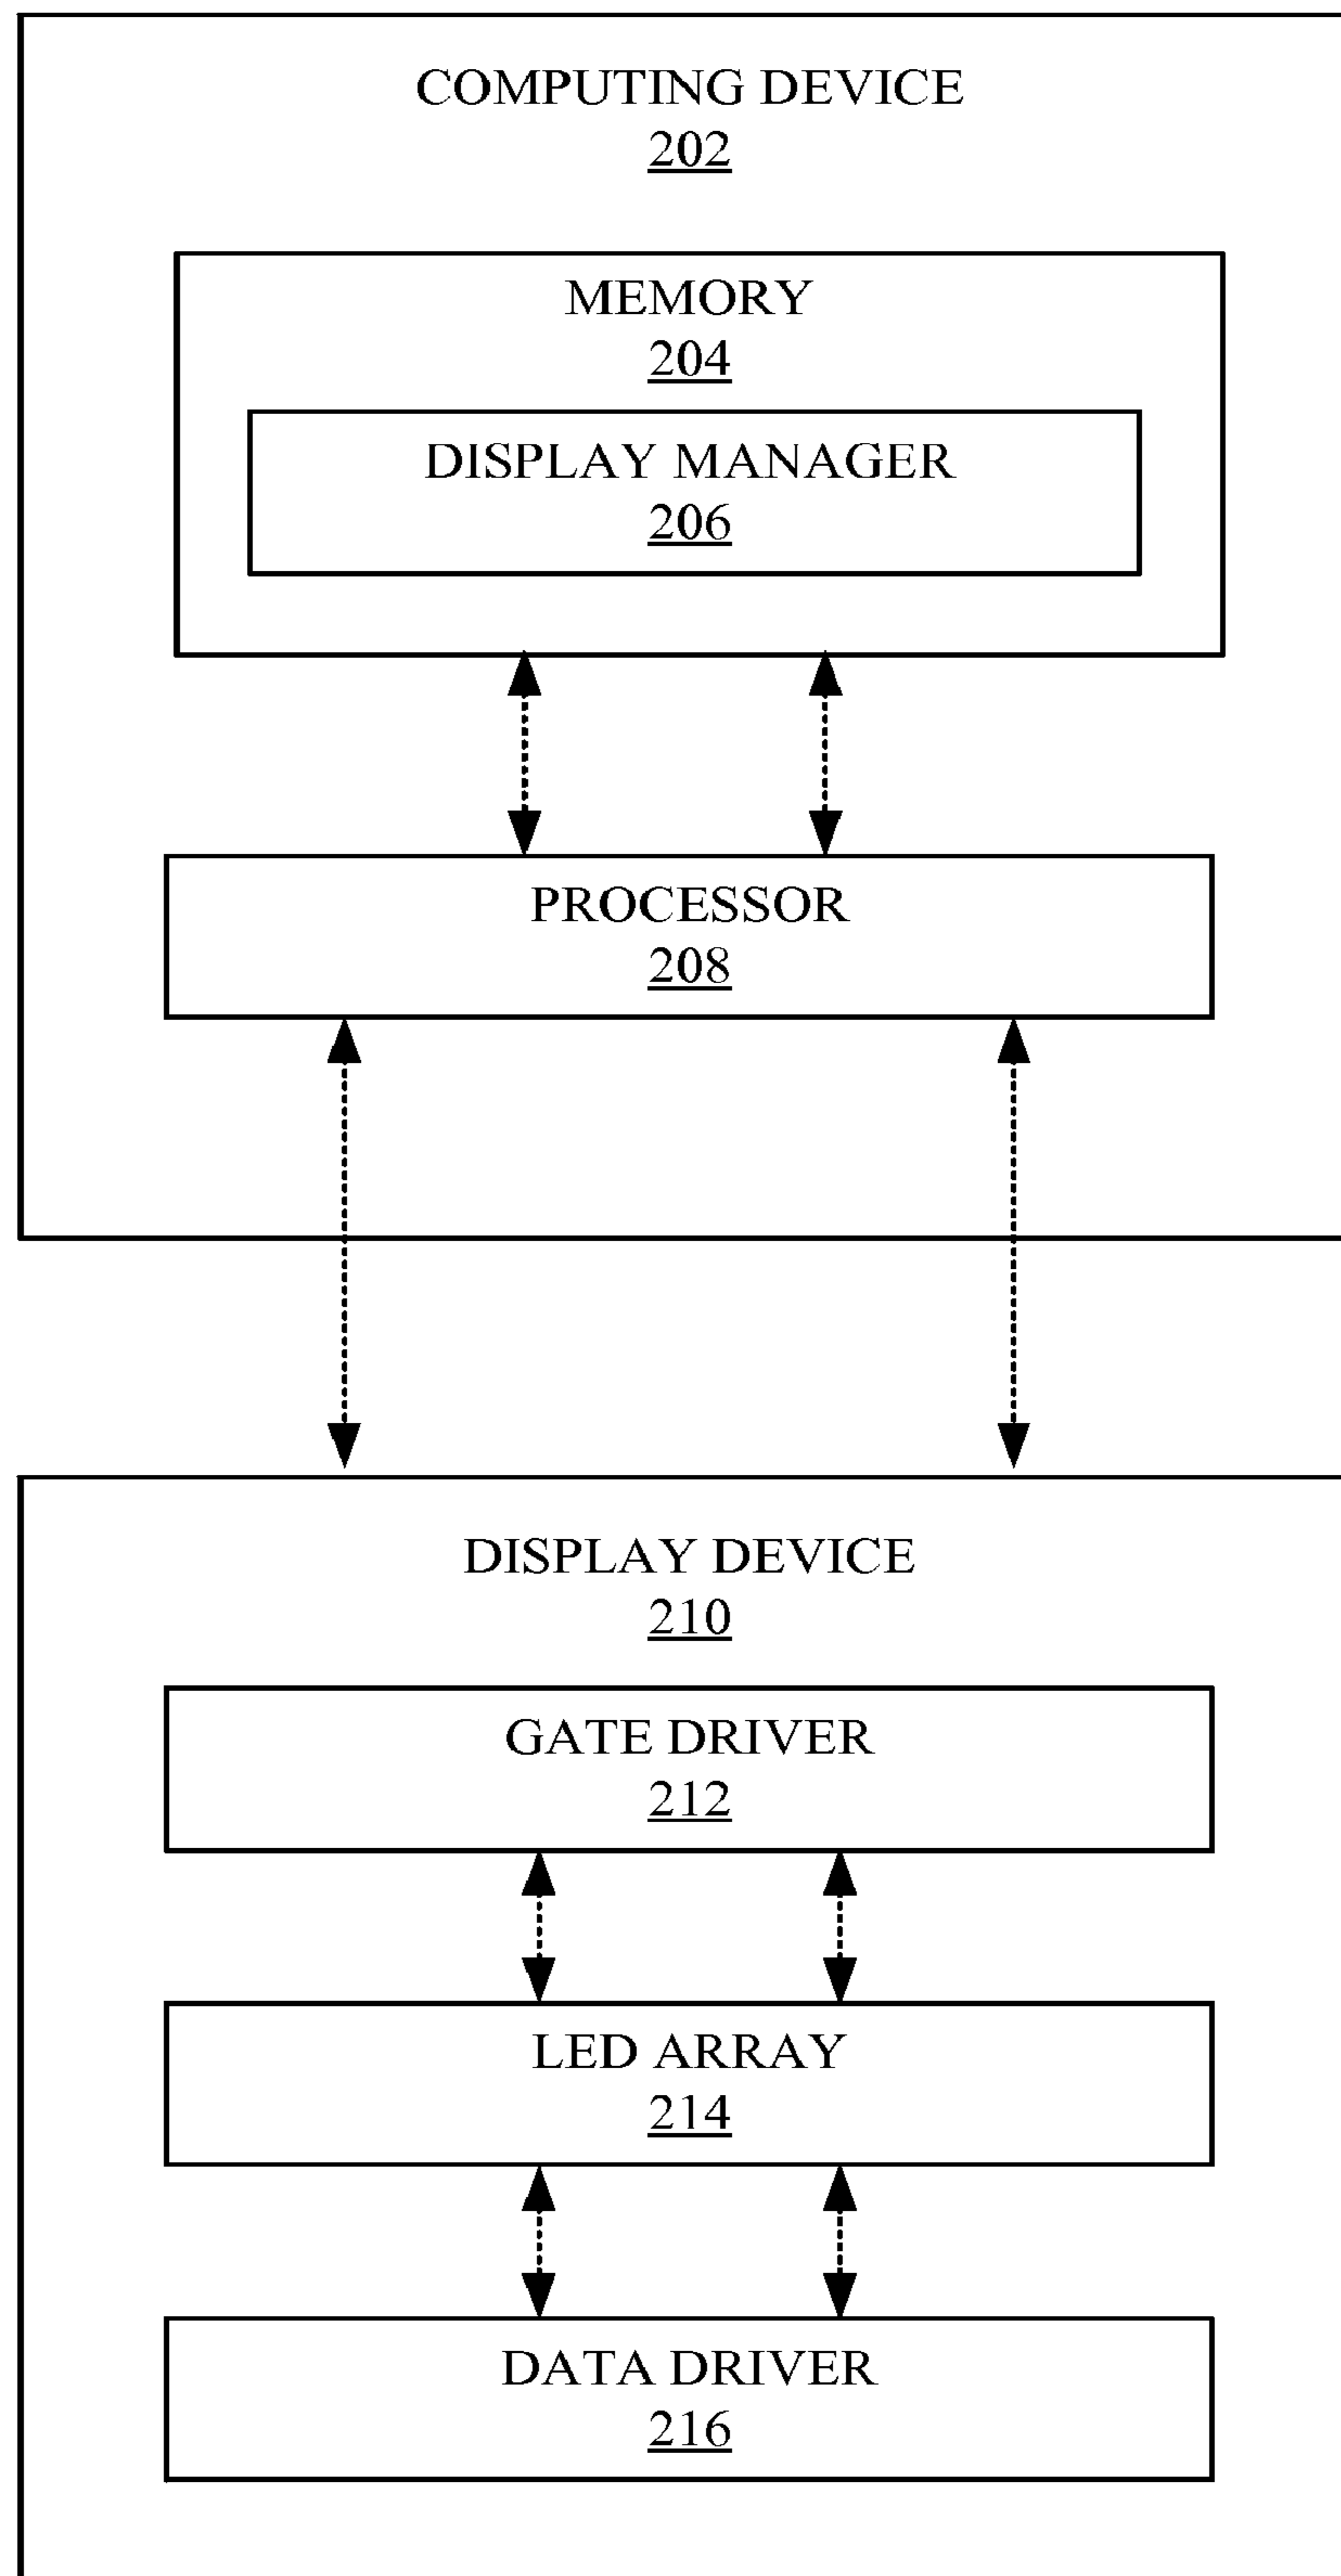 COMPUTING DEVICE
202
MEMORY
204
DISPLAY MANAGER
206
PROCESSOR
208
DISPLAY DEVICE
210
GATE DRIVER
212
LED ARRAY
214
DATA DRIVER
216